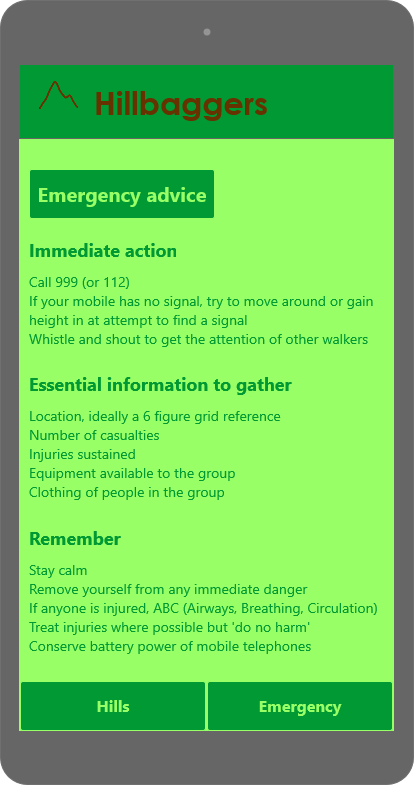 Hillbaggers
Emergency advice
Immediate action
Call 999 (or 112)
If your mobile has no signal, try to move around or gain
height in at attempt to find a signal
Whistle and shout to get the attention of other walkers
Essential information to gather
Location, ideally a 6 figure grid reference
Number of casualties
Injuries sustained
Equipment available to the group
Clothing of people in the group
Remember
Stay calm
Remove yourself from any immediate danger
If anyone is injured, ABC (Airways, Breathing, Circulation)
Treat injuries where possible but 'do no harm'
Conserve battery power of mobile telephones
Hills
Emergency